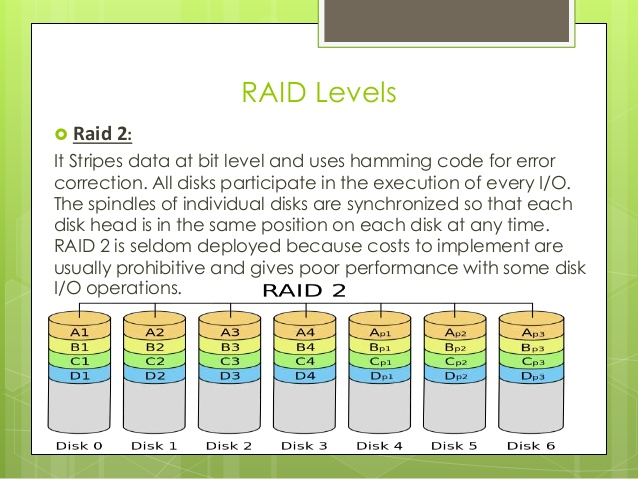 RAID Levels
Raid 2:
It Stripes data at bit level and uses hamming code for error
correction. All disks participate in the execution of every I/O.
The spindles of individual disks are synchronized so that each
disk head is in the same position on each disk at any time.
RAID 2 is seldom deployed because costs to implement are
usually prohibitive and gives poor performance with some disk
I/O operations.
RAID 2
A1 A2 A3 A4 Ap1 Ap2 Ap3
B1 B2 B3 B4 Bp1 Bp2 Bp3
C1 C2 C3 C4 Cp1 Cp2 Cp3
D1 D2 D3 D4 Dp1 Dp2 Dp3
Disk 0 Disk 1 Disk 2 Disk 3 Disk 4 Disk 5 Disk 6